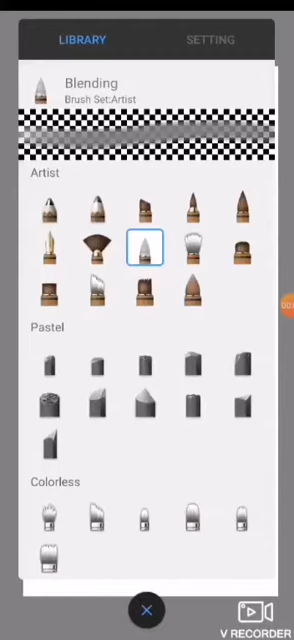 LIBRARY
SETTING
Blending
Brush Set:Artist
Artist
Pastel
Colorless
V RECORDER